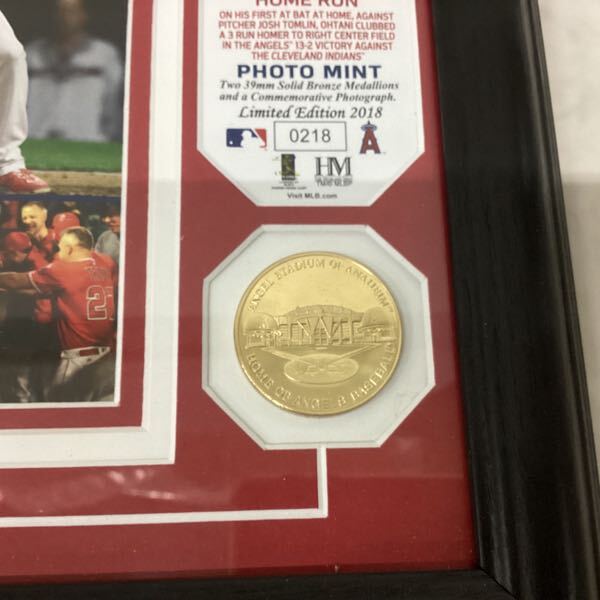 HOME RUN
ON HIS FIRST AT BAT AT HOME, AGAINST
PITCHER JOSH TOMLIN, OHTANI CLUBBED
A 3 RUN HOMER TO RIGHT CENTER FIELD
IN THE ANGELS' 13-2 VICTORY AGAINST
THE CLEVELAND INDIANS"
PHOTO MINT
Two 39mm Solid Bronze Medallions
and a Commemorative Photograph.
Limited Edition 2018
0218
HM
Visit MLB.com
ANGEL STADIUM OF ANAHEIM
HOME OF ANGELS BASEBALL